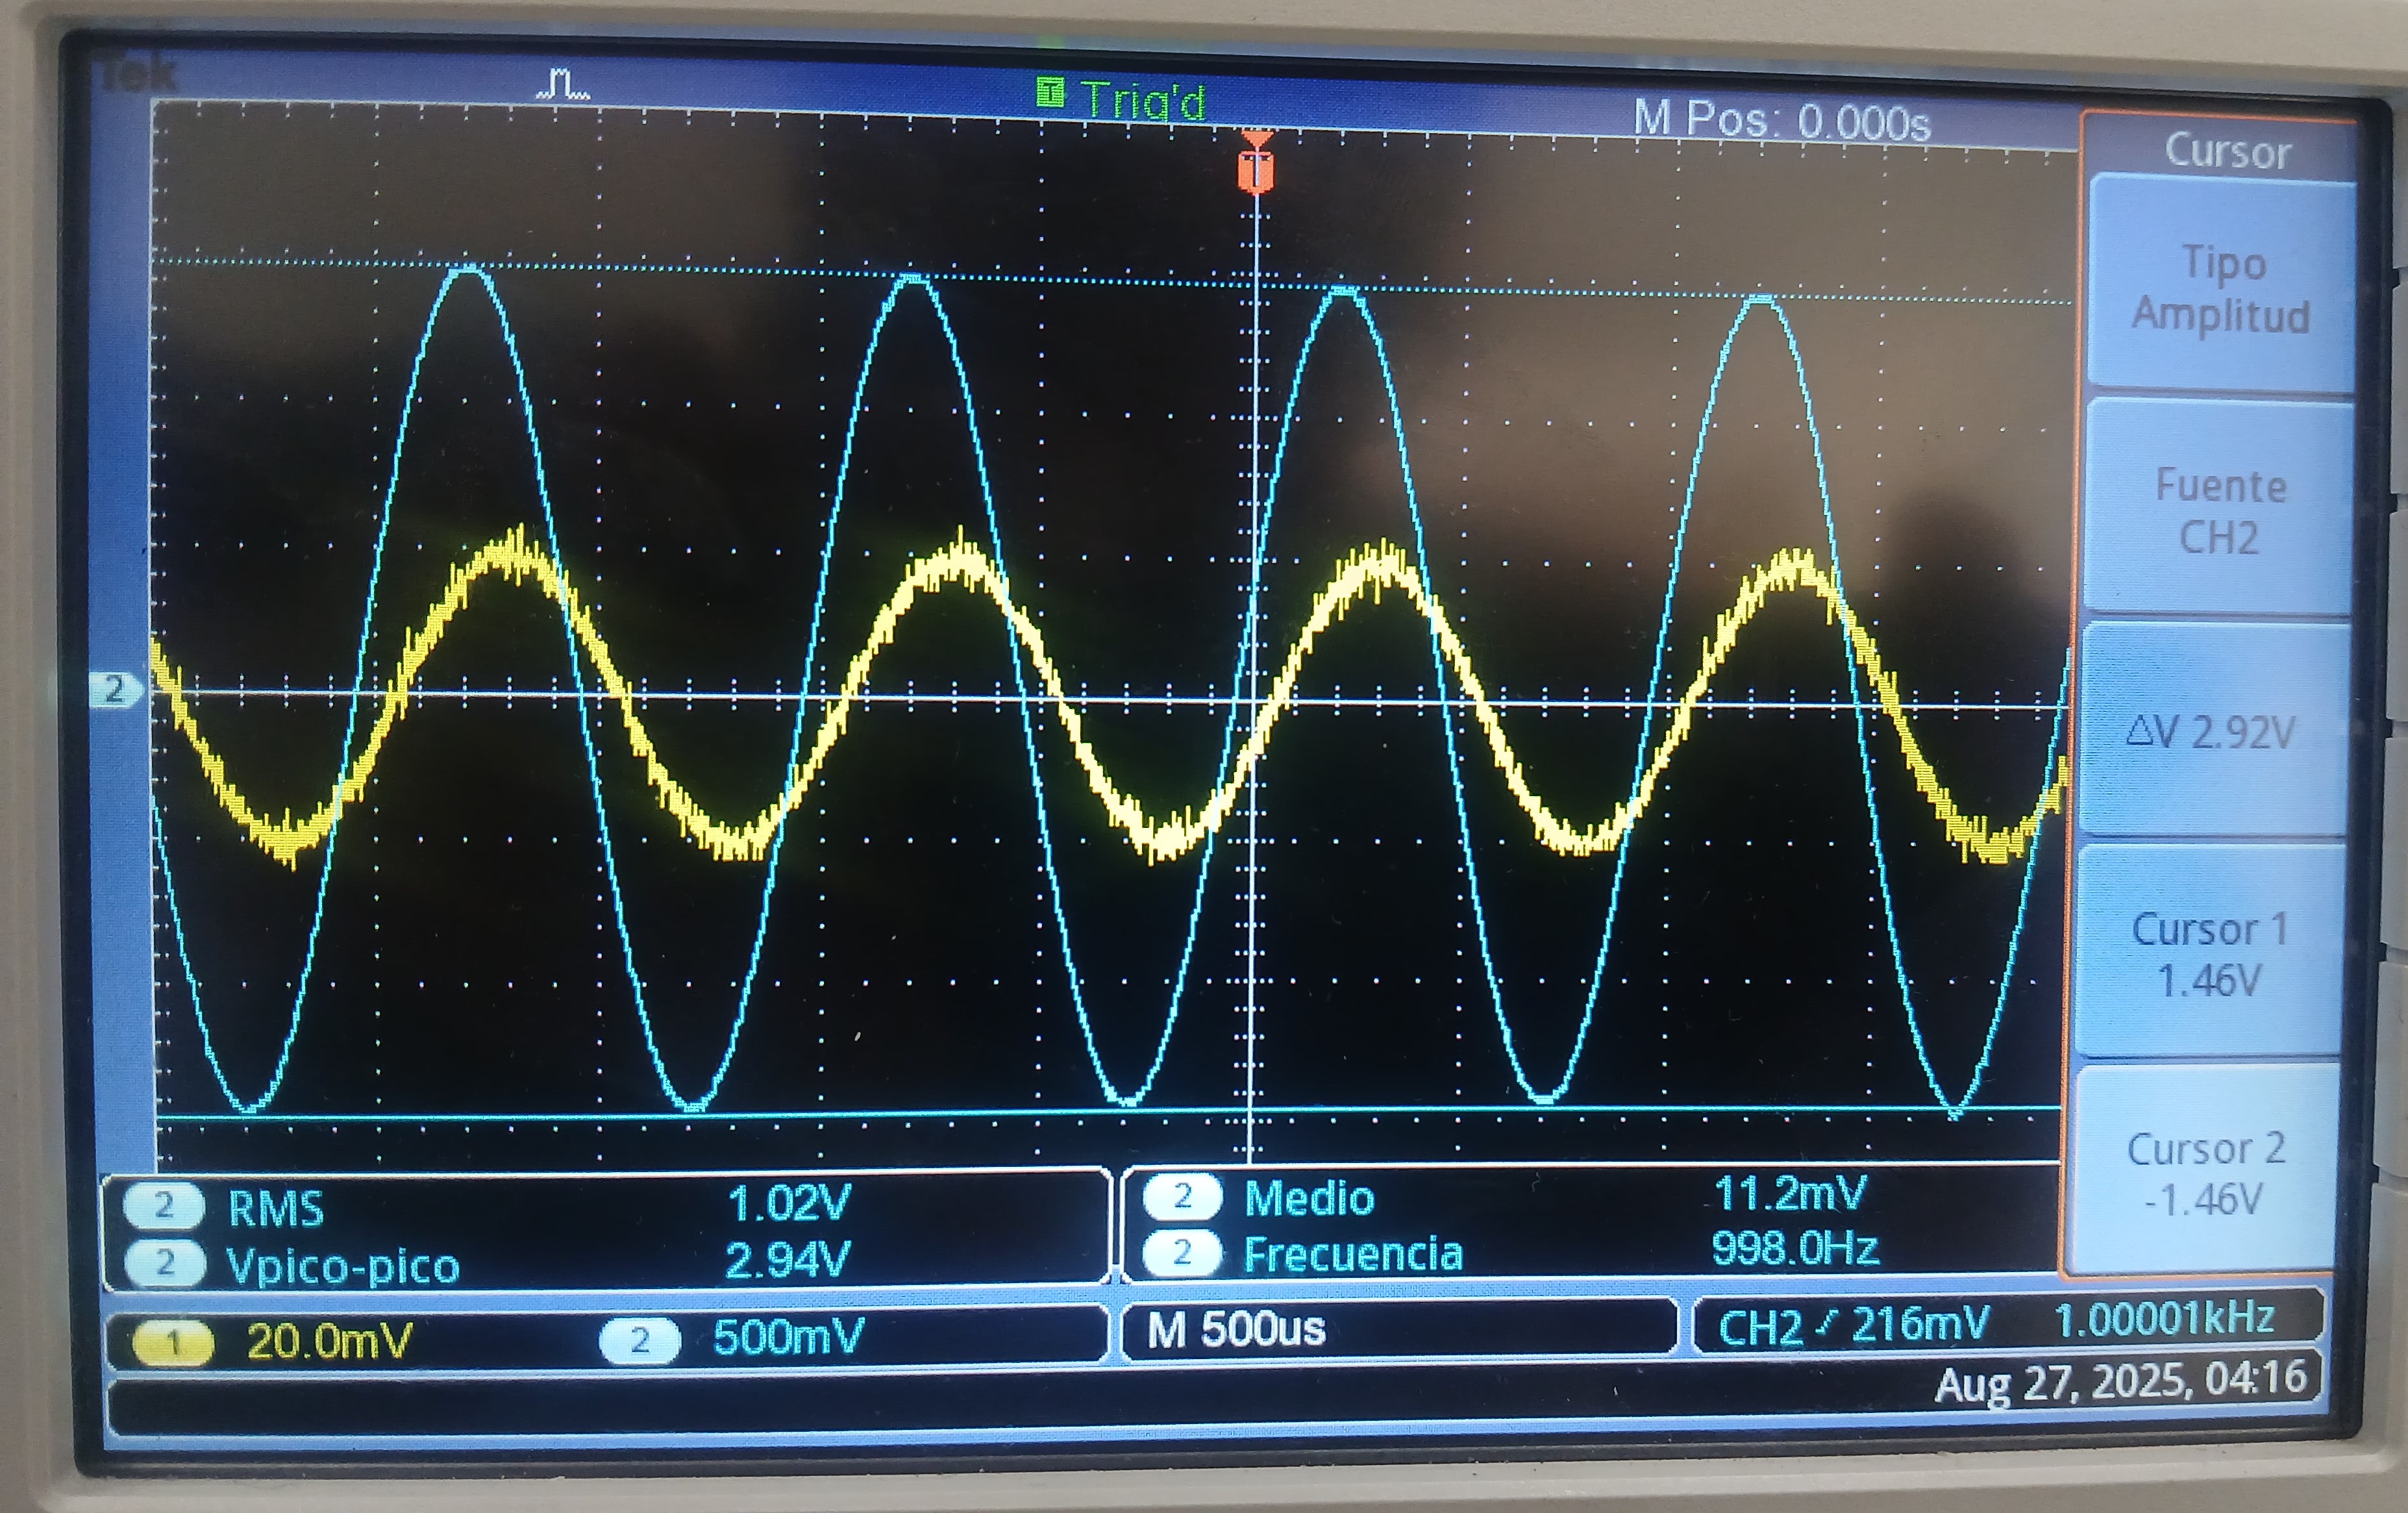 Tek
T Trig'd
M Pos: 0.000s
T
Cursor
Tipo
Amplitud
Fuente
CH2
ΔV 2.92V
Cursor 1
1.46V
Cursor 2
-1.46V
2
2 RMS 1.02V
2 Vpico-pico 2.94V
2 Medio 11.2mV
2 Frecuencia 998.0Hz
1 20.0mV 2 500mV
M 500us
CH2 / 216mV 1.00001kHz
Aug 27, 2025, 04:16